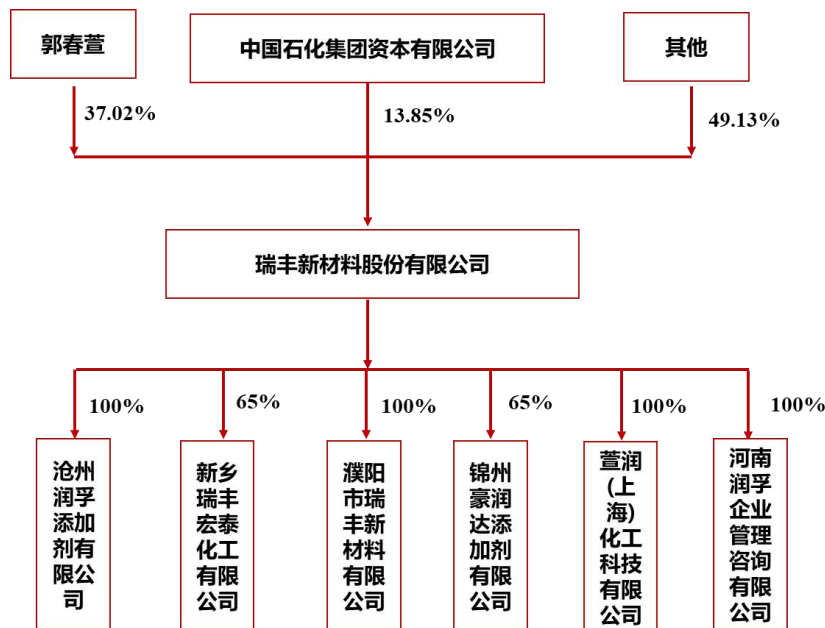 郭春萱
中国石化集团资本有限公司
其他
37.02%
13.85%
49.13%
瑞丰新材料股份有限公司
100%
65%
100%
65%
100%
100%
沧州
润孚
添加
剂有
限公
司
新乡
瑞丰
宏泰
化工
有限
公司
濮阳
市瑞
丰新
材料
有限
公司
锦州
豪润
达添
加剂
有限
公司
萱润
(上
海)
化工
科技
有限
公司
河南
润孚
企业
管理
咨询
有限
公司